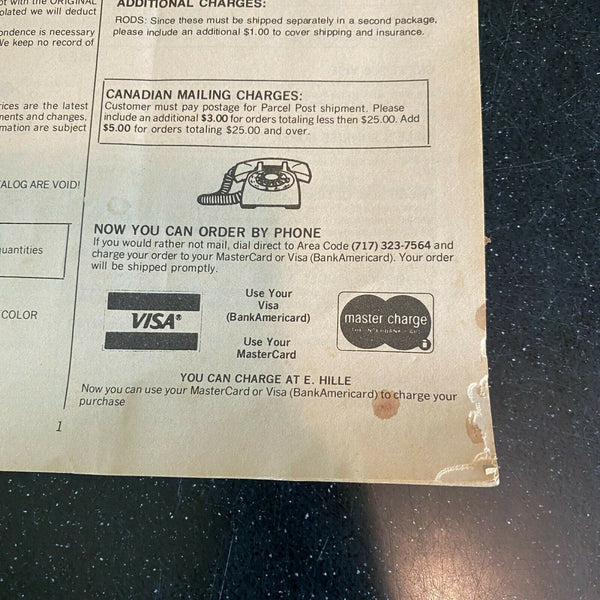 ot with the ORIGINAL
olated we will deduct
ondence is necessary
We keep no record of
rices are the latest
ments and changes,
mation are subject
ALOG ARE VOID!
uantities
COLOR
1
ADDITIONAL CHARGES:
RODS: Since these must be shipped separately in a second package,
please include an additional $1.00 to cover shipping and insurance.
CANADIAN MAILING CHARGES:
Customer must pay postage for Parcel Post shipment. Please
include an additional $3.00 for orders totaling less then $25.00. Add
$5.00 for orders totaling $25.00 and over.
NOW YOU CAN ORDER BY PHONE
If you would rather not mail, dial direct to Area Code (717) 323-7564 and
charge your order to your MasterCard or Visa (BankAmericard). Your order
will be shipped promptly.
VISA®
Use Your
Visa
(BankAmericard)
Use Your
MasterCard
master charge
THE INTERBANK CARD
YOU CAN CHARGE AT E. HILLE
Now you can use your MasterCard or Visa (BankAmericard) to charge your
purchase